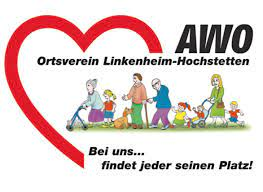 AWO
Ortsverein Linkenheim-Hochstetten
Bei uns...
findet jeder seinen Platz!